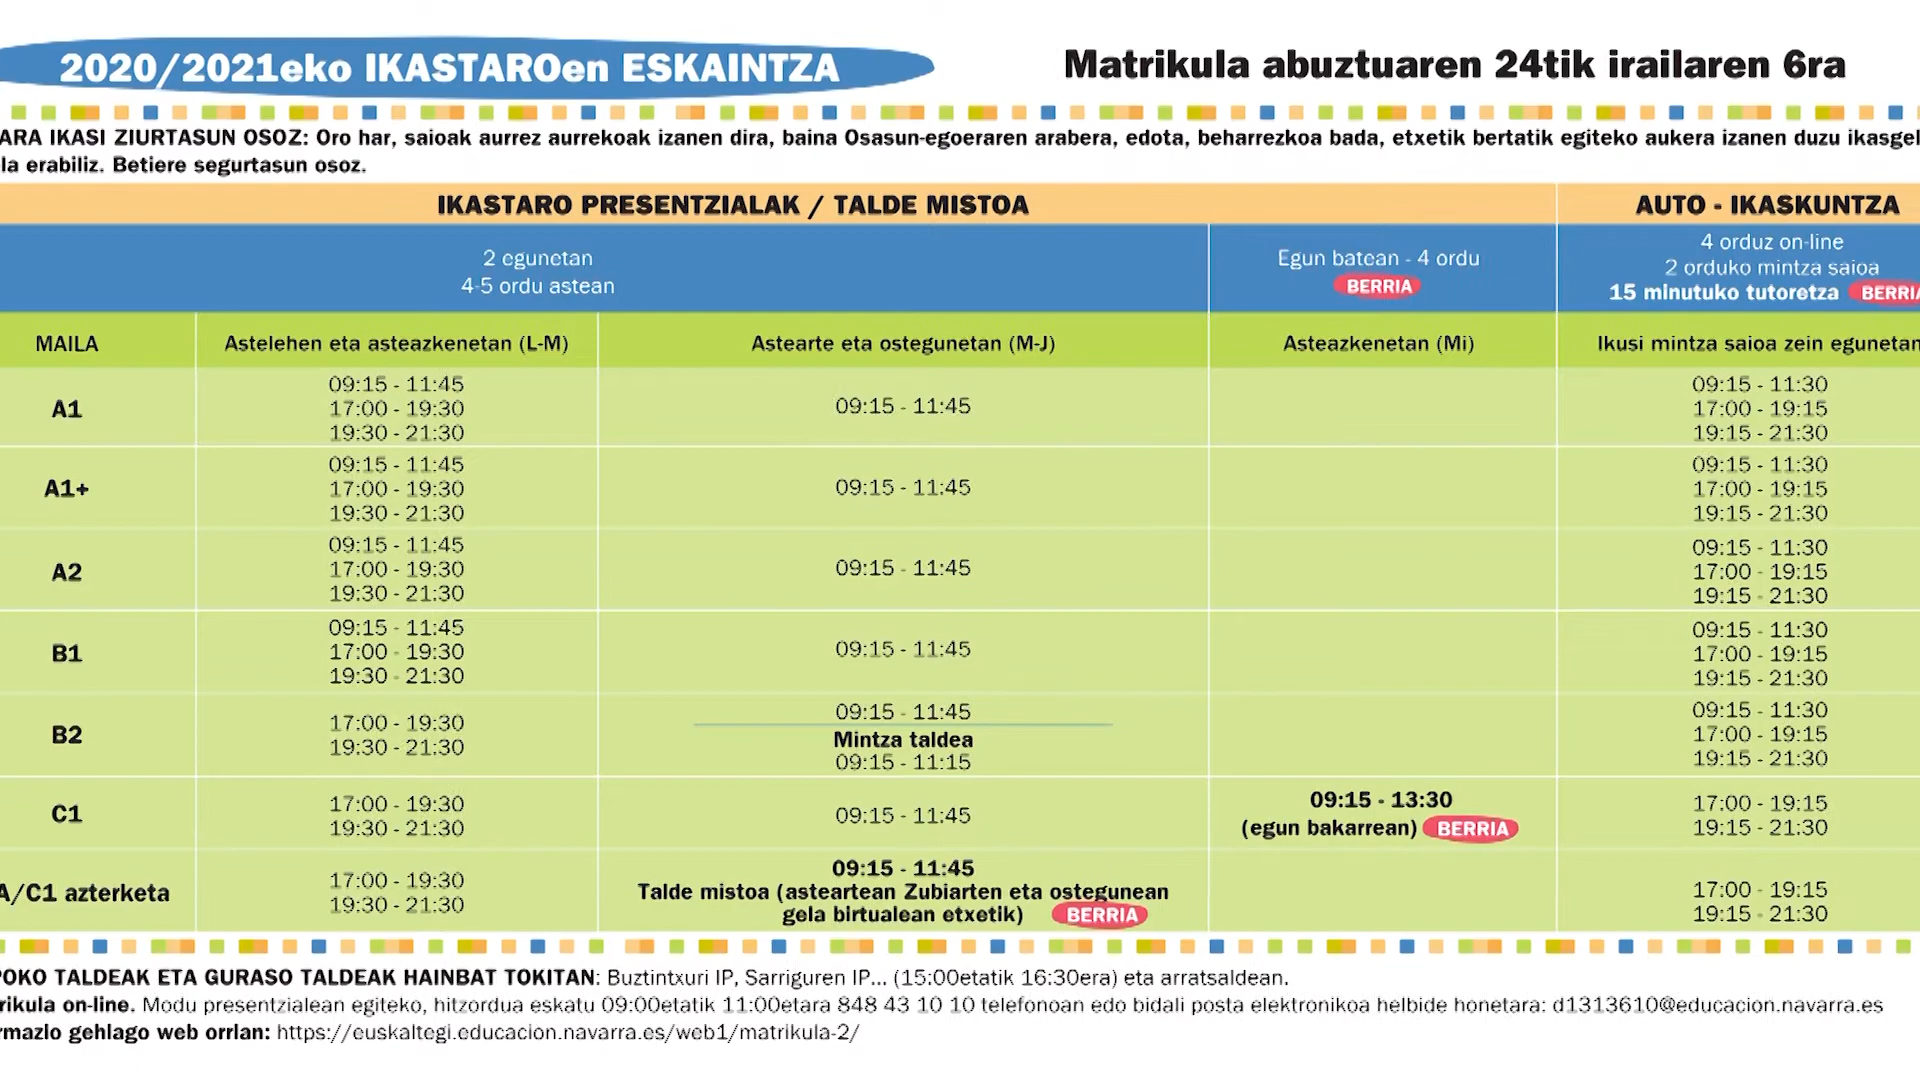 2020/2021eko IKASTAROen ESKAINTZA
Matrikula abuztuaren 24tik irailaren 6ra
ARA IKASI ZIURTASUN OSOZ: Oro har, saioak aurrez aurrekoak izanen dira, baina Osasun-egoeraren arabera, edota, beharrezkoa bada, etxetik bertatik egiteko aukera izanen duzu ikasgel
la erabiliz. Betiere segurtasun osoz.
IKASTARO PRESENTZIALAK / TALDE MISTOA
AUTO - IKASKUNTZA
2 egunetan
4-5 ordu astean
Egun batean - 4 ordu
BERRIA
4 orduz on-line
2 orduko mintza saioa
15 minutuko tutoretza BERRIA
MAILA
Astelehen eta asteazkenetan (L-M)
Astearte eta ostegunetan (M-J)
Asteazkenetan (Mi)
Ikusi mintza saioa zein egunetan
A1
09:15 - 11:45
17:00 - 19:30
19:30 - 21:30
09:15 - 11:45
09:15 - 11:30
17:00 - 19:15
19:15 - 21:30
A1+
09:15 - 11:45
17:00 - 19:30
19:30 - 21:30
09:15 - 11:45
09:15 - 11:30
17:00 - 19:15
19:15 - 21:30
A2
09:15 - 11:45
17:00 - 19:30
19:30 - 21:30
09:15 - 11:45
09:15 - 11:30
17:00 - 19:15
19:15 - 21:30
B1
09:15 - 11:45
17:00 - 19:30
19:30 - 21:30
09:15 - 11:45
09:15 - 11:30
17:00 - 19:15
19:15 - 21:30
B2
17:00 - 19:30
19:30 - 21:30
09:15 - 11:45
Mintza taldea
09:15 - 11:15
09:15 - 11:30
17:00 - 19:15
19:15 - 21:30
C1
17:00 - 19:30
19:30 - 21:30
09:15 - 11:45
09:15 - 13:30
(egun bakarrean) BERRIA
17:00 - 19:15
19:15 - 21:30
A/C1 azterketa
17:00 - 19:30
19:30 - 21:30
09:15 - 11:45
Talde mistoa (asteartean Zubiarten eta ostegunean
gela birtualean etxetik) BERRIA
17:00 - 19:15
19:15 - 21:30
POKO TALDEAK ETA GURASO TALDEAK HAINBAT TOKITAN: Buztintxuri IP, Sarriguren IP... (15:00etatik 16:30era) eta arratsaldean.
rikula on-line. Modu presentzialean egiteko, hitzordua eskatu 09:00etatik 11:00etara 848 43 10 10 telefonoan edo bidali posta elektronikoa helbide honetara: d1313610@educacion.navarra.es
rmazlo gehlago web orrlan: https://euskaltegi.educacion.navarra.es/web1/matrikula-2/